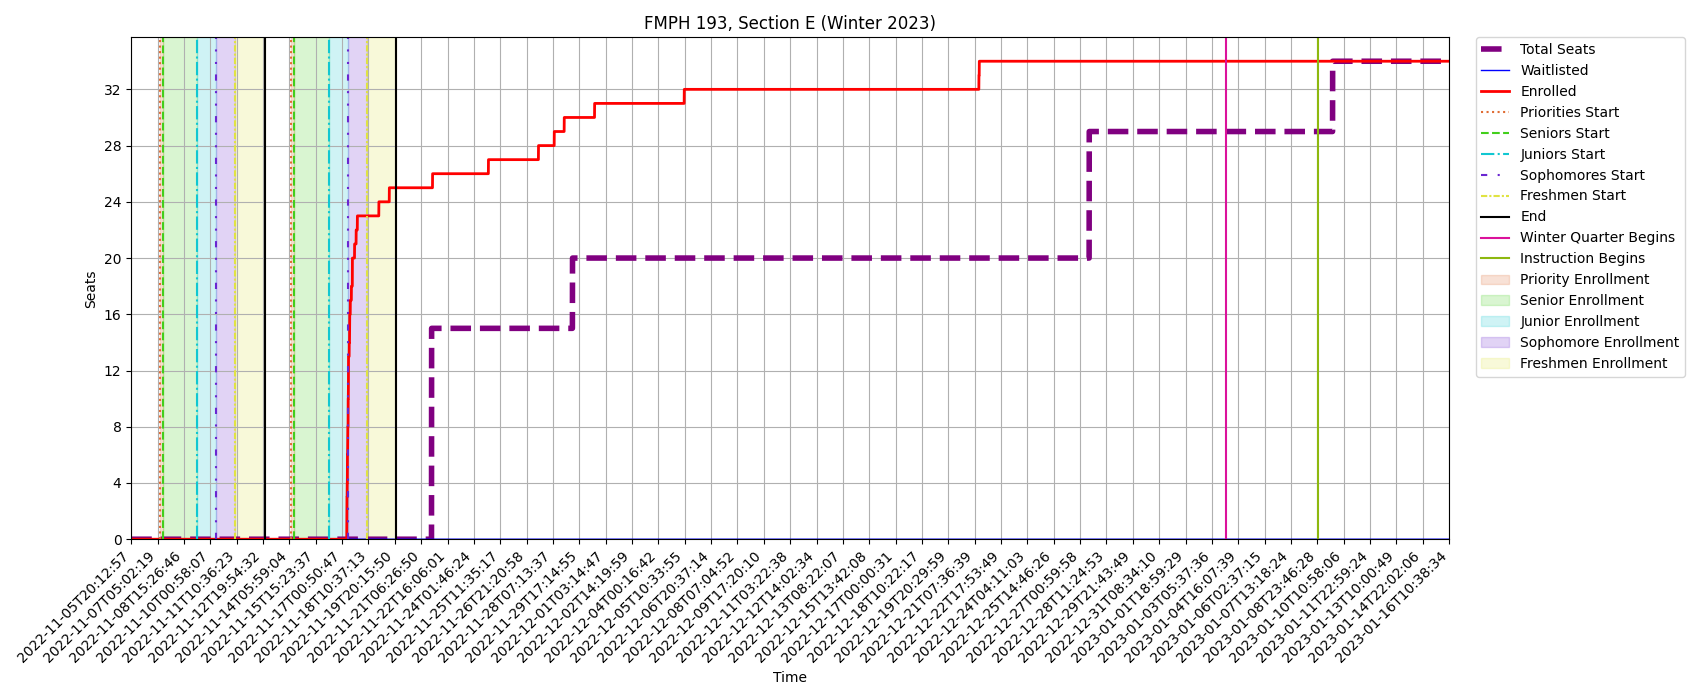 FMPH 193, Section E (Winter 2023)
Seats
32
28
24
20
16
12
8
4
0
2022-11-05T20:12:57
2022-11-07T05:02:19
2022-11-08T15:26:46
2022-11-10T00:58:07
2022-11-11T10:36:23
2022-11-12T19:54:32
2022-11-14T05:59:04
2022-11-15T15:23:37
2022-11-17T00:50:47
2022-11-18T10:37:13
2022-11-19T20:15:50
2022-11-21T06:26:50
2022-11-22T16:06:01
2022-11-24T01:46:24
2022-11-25T11:35:17
2022-11-26T21:20:58
2022-11-28T07:13:37
2022-11-29T17:14:55
2022-12-01T03:14:47
2022-12-02T14:19:59
2022-12-04T00:16:42
2022-12-05T10:33:55
2022-12-06T20:37:14
2022-12-08T07:04:52
2022-12-09T17:20:10
2022-12-11T03:22:38
2022-12-12T14:02:34
2022-12-14T08:22:07
2022-12-15T13:42:08
2022-12-17T00:00:31
2022-12-18T10:22:17
2022-12-19T20:29:59
2022-12-21T07:36:39
2022-12-22T17:53:49
2022-12-24T04:11:03
2022-12-25T14:46:26
2022-12-27T00:59:58
2022-12-28T11:24:53
2022-12-29T21:43:49
2022-12-31T08:34:10
2023-01-01T18:59:29
2023-01-03T05:37:36
2023-01-04T16:07:39
2023-01-06T02:37:15
2023-01-07T13:18:24
2023-01-08T23:46:28
2023-01-10T10:58:06
2023-01-11T22:59:24
2023-01-13T10:00:49
2023-01-14T22:02:06
2023-01-16T10:38:34
Time
Total Seats
Waitlisted
Enrolled
Priorities Start
Seniors Start
Juniors Start
Sophomores Start
Freshmen Start
End
Winter Quarter Begins
Instruction Begins
Priority Enrollment
Senior Enrollment
Junior Enrollment
Sophomore Enrollment
Freshmen Enrollment